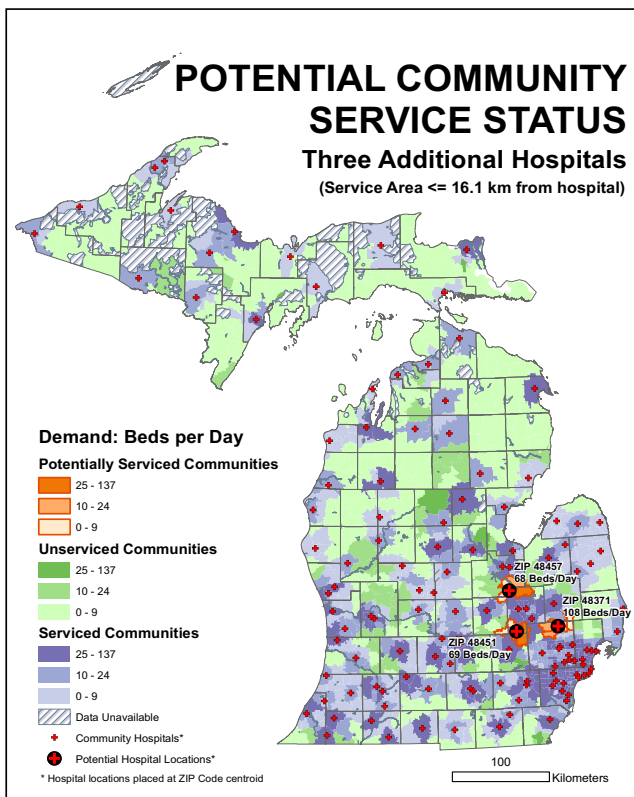 POTENTIAL COMMUNITY
SERVICE STATUS
Three Additional Hospitals
(Service Area <= 16.1 km from hospital)
Demand: Beds per Day
Potentially Serviced Communities
25 - 137
10 - 24
0 - 9
Unserviced Communities
25 - 137
10 - 24
0 - 9
Serviced Communities
25 - 137
10 - 24
0 - 9
Data Unavailable
Community Hospitals*
Potential Hospital Locations*
* Hospital locations placed at ZIP Code centroid
ZIP 48457
68 Beds/Day
ZIP 48371
108 Beds/Day
ZIP 48451
69 Beds/Day
100
Kilometers